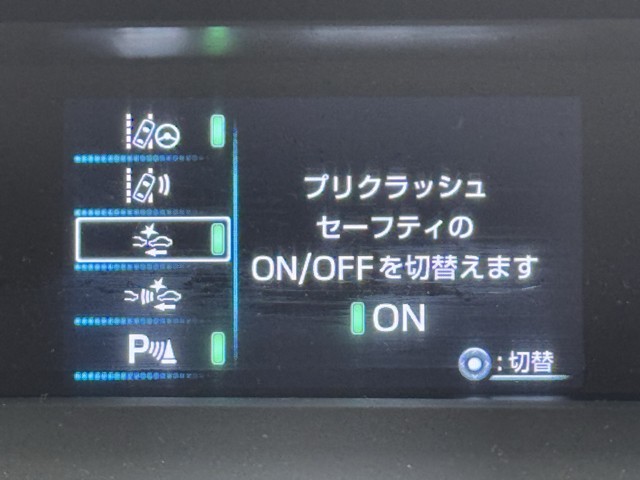 プリクラッシュ
セーフティの
ON/OFFを切替えます
ON
P
:切替